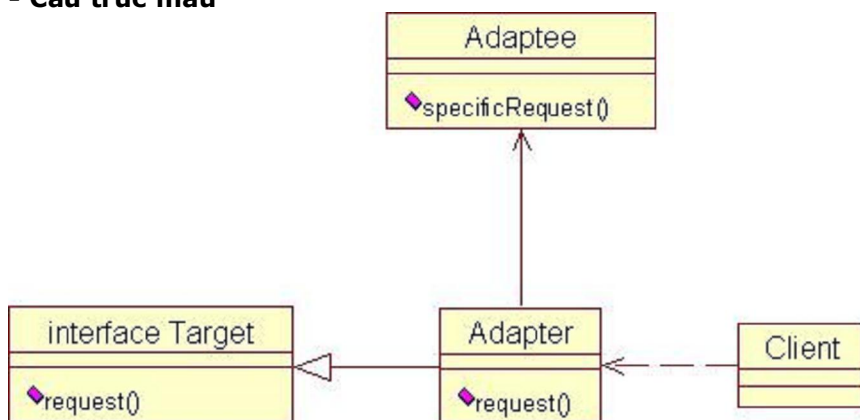 - Cấu trúc mẫu
Adaptee
specificRequest()
interface Target
request()
Adapter
request()
Client